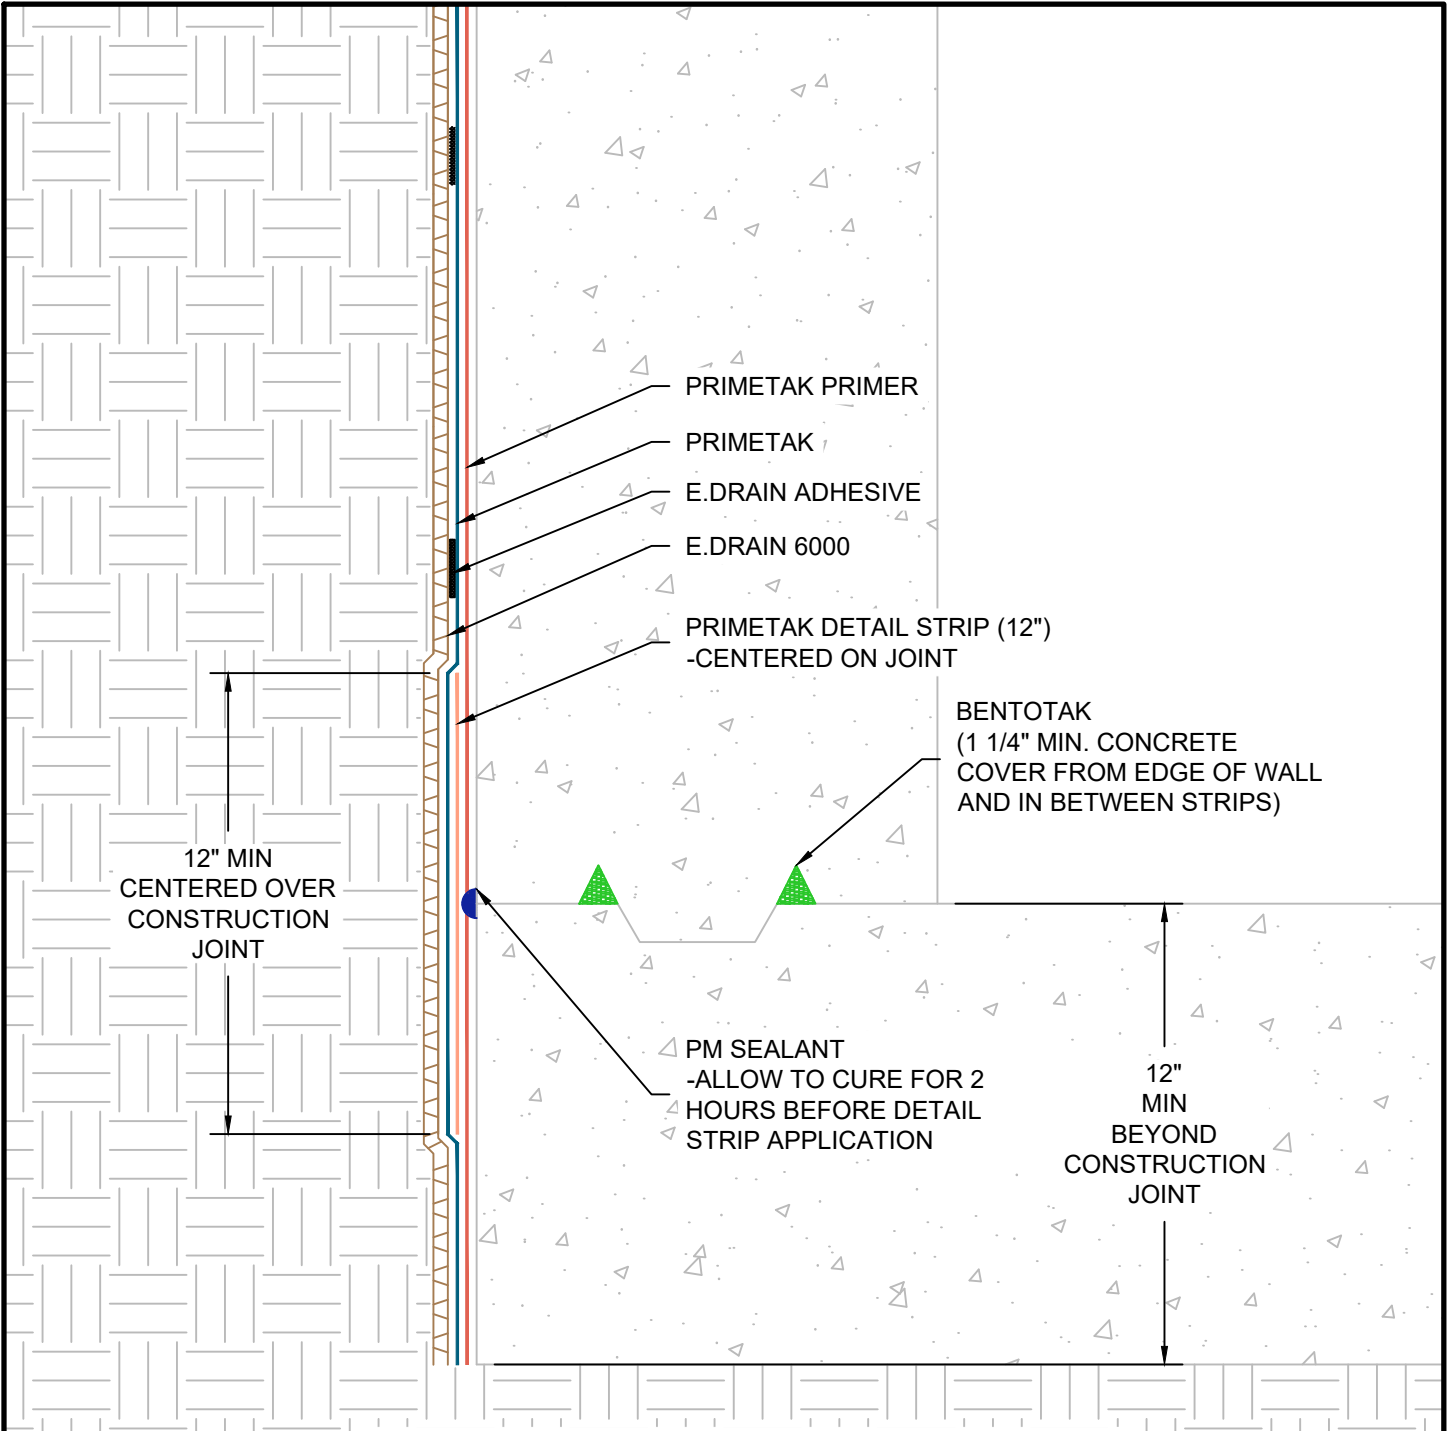 PRIMETAK PRIMER
PRIMETAK
E.DRAIN ADHESIVE
E.DRAIN 6000
PRIMETAK DETAIL STRIP (12")
-CENTERED ON JOINT
BENTOTAK
(1 1/4" MIN. CONCRETE
COVER FROM EDGE OF WALL
AND IN BETWEEN STRIPS)
12" MIN
CENTERED OVER
CONSTRUCTION
JOINT
PM SEALANT
-ALLOW TO CURE FOR 2
HOURS BEFORE DETAIL
STRIP APPLICATION
12"
MIN
BEYOND
CONSTRUCTION
JOINT